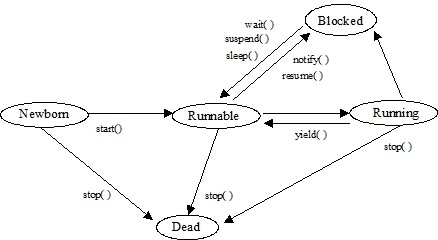 Blocked
wait( )
suspend( )
sleep( )
notify( )
resume( )
Newborn
Runnable
Running
start()
yield( )
stop( )
stop( )
stop( )
Dead